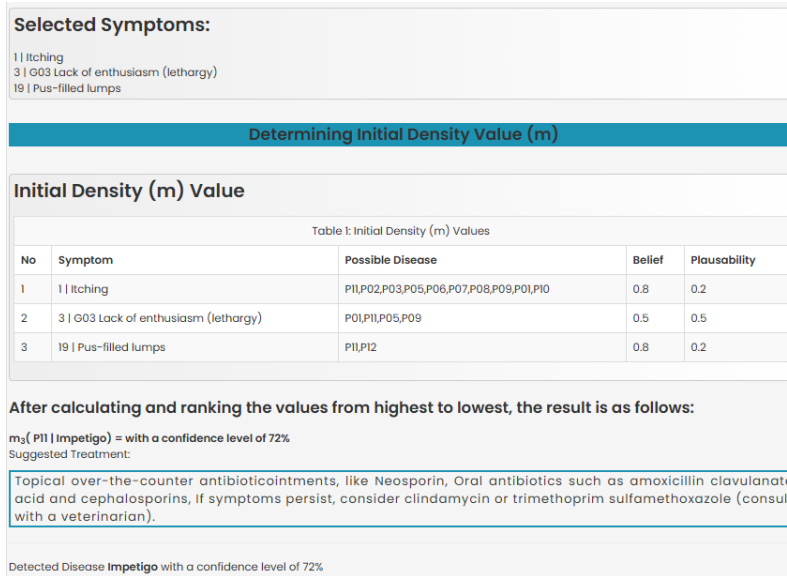 Selected Symptoms:
1 | Itching
3 | G03 Lack of enthusiasm (lethargy)
19 | Pus-filled lumps
Determining Initial Density Value (m)
Initial Density (m) Value
Table 1: Initial Density (m) Values
No Symptom Possible Disease Belief Plausability
1 1 | Itching P11,P02,P03,P05,P06,P07,P08,P09,P01,P10 0.8 0.2
2 3 | G03 Lack of enthusiasm (lethargy) P01,P11,P05,P09 0.5 0.5
3 19 | Pus-filled lumps P11,P12 0.8 0.2
After calculating and ranking the values from highest to lowest, the result is as follows:
m₃( P11 | Impetigo) = with a confidence level of 72%
Suggested Treatment:
Topical over-the-counter antibioticointments, like Neosporin, Oral antibiotics such as amoxicillin clavulanate
acid and cephalosporins, If symptoms persist, consider clindamycin or trimethoprim sulfamethoxazole (consul
with a veterinarian).
Detected Disease Impetigo with a confidence level of 72%